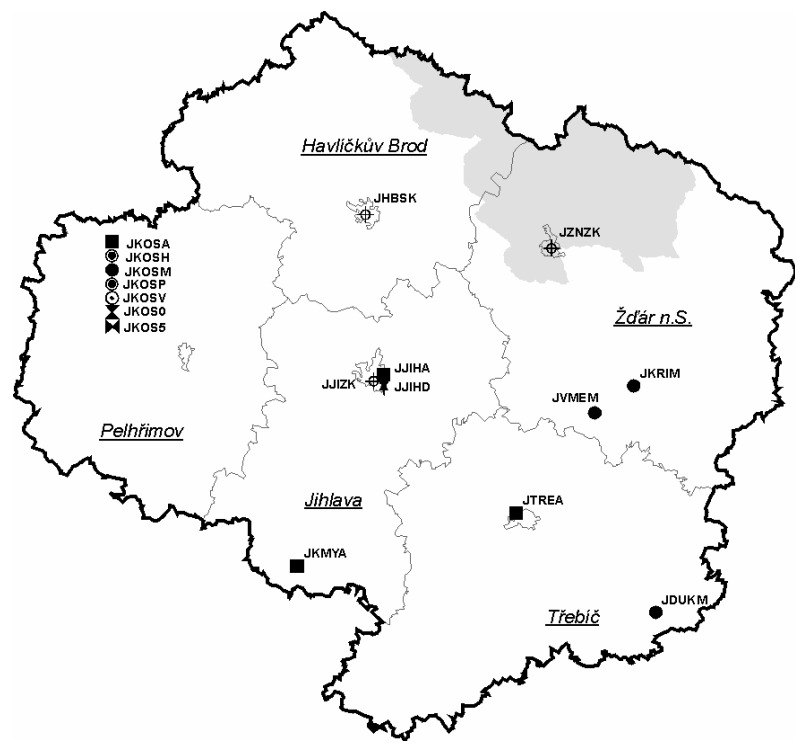 Havlíčkův Brod
JHBSK
JZNZK
JKOSA
JKOSH
JKOSM
JKOSP
JKOSV
JKOS0
JKOS5
Žďár n.S.
JJIHA
JJIZK
JJIHD
JKRIM
JVMEM
Pelhřimov
Jihlava
JTREA
JKMYA
JDUKM
Třebíč